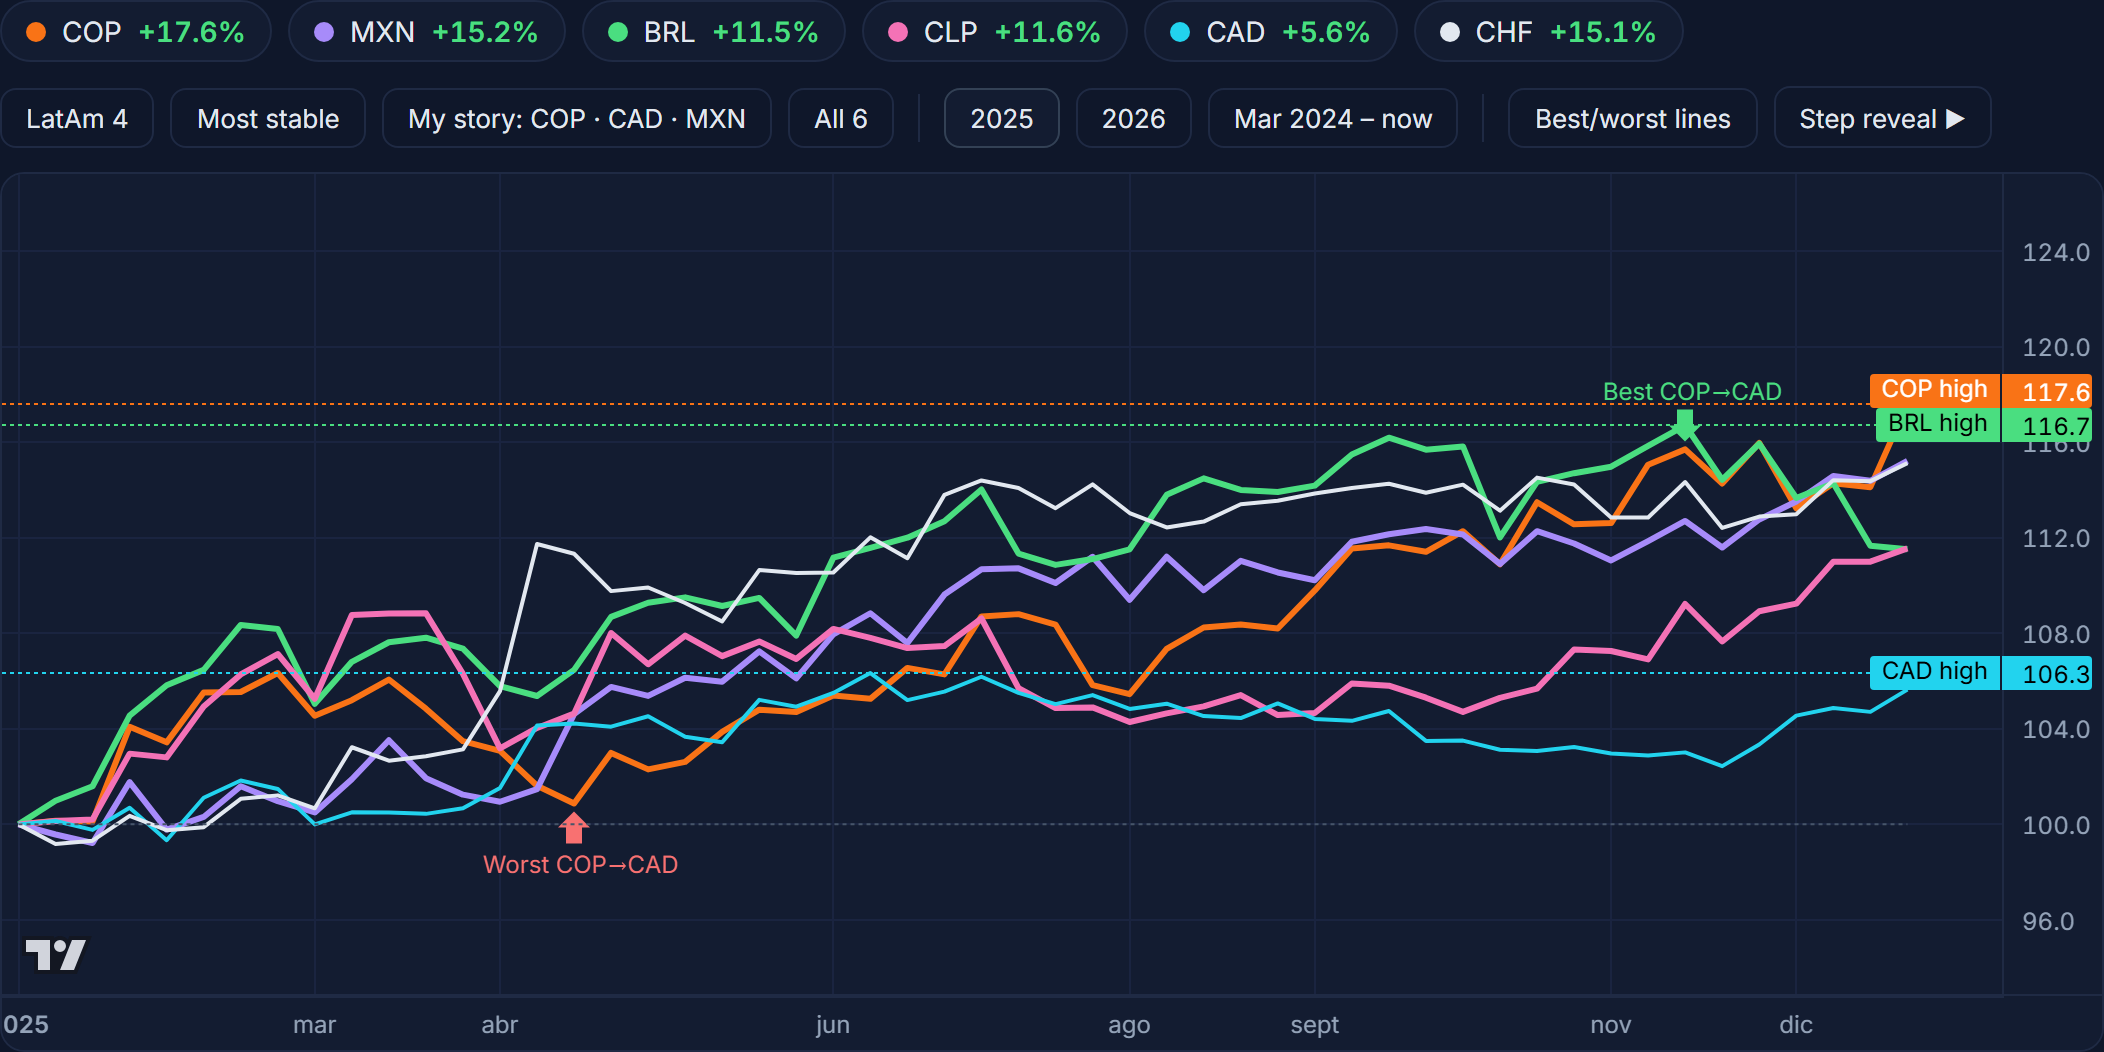 COP +17.6%
MXN +15.2%
BRL +11.5%
CLP +11.6%
CAD +5.6%
CHF +15.1%
LatAm 4
Most stable
My story: COP · CAD · MXN
All 6
2025
2026
Mar 2024 – now
Best/worst lines
Step reveal ▶
124.0
120.0
Best COP→CAD
COP high 117.6
BRL high 116.7
116.0
112.0
108.0
CAD high 106.3
104.0
100.0
Worst COP→CAD
96.0
025
mar
abr
jun
ago
sept
nov
dic